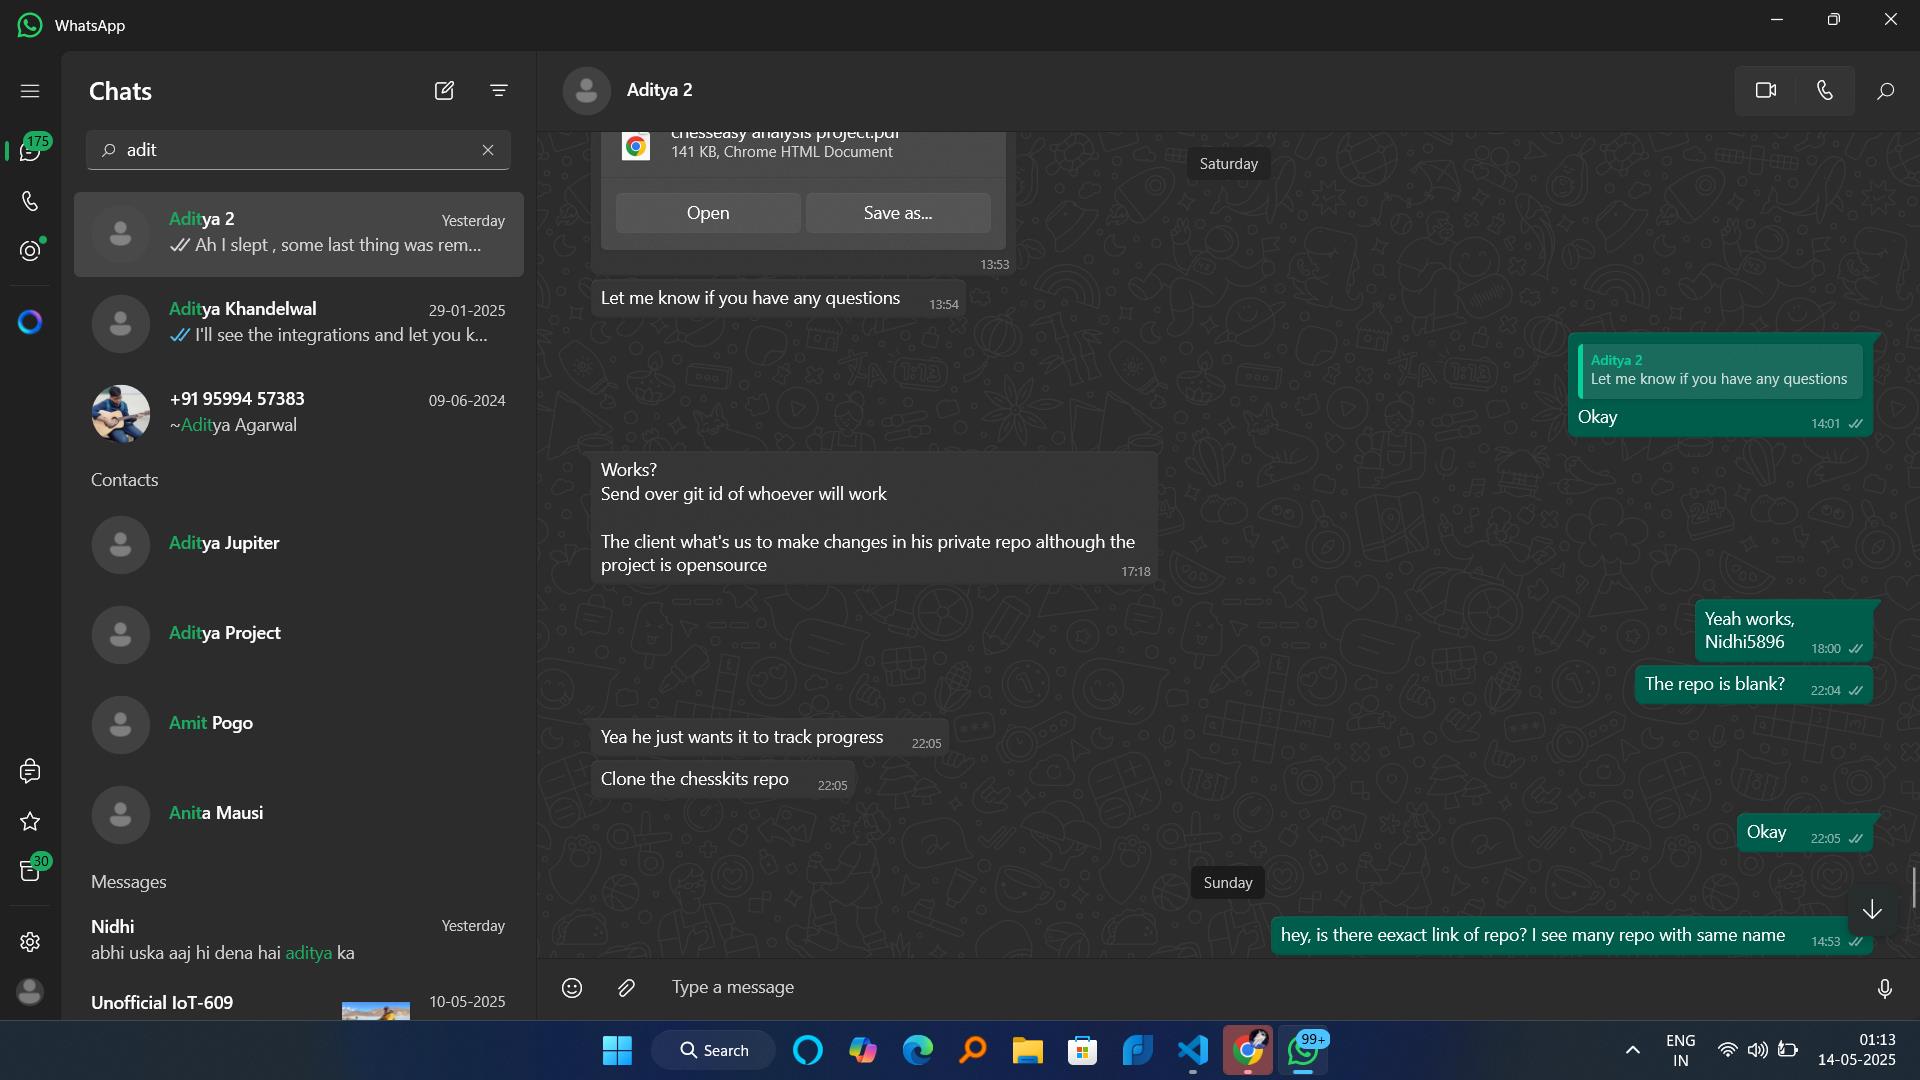 WhatsApp
Chats
175
adit
Aditya 2
Yesterday
Ah I slept , some last thing was rem...
Aditya Khandelwal
29-01-2025
I'll see the integrations and let you k...
+91 95994 57383
09-06-2024
~Aditya Agarwal
Contacts
Aditya Jupiter
Aditya Project
Amit Pogo
Anita Mausi
30
Messages
Nidhi
Yesterday
abhi uska aaj hi dena hai aditya ka
Unofficial IoT-609
10-05-2025
Aditya 2
chesseasy analysis project.pdf
141 KB, Chrome HTML Document
Open
Save as...
13:53
Saturday
Let me know if you have any questions
13:54
Aditya 2
Let me know if you have any questions
Okay
14:01
Works?
Send over git id of whoever will work
The client what's us to make changes in his private repo although the
project is opensource
17:18
Yeah works,
Nidhi5896
18:00
The repo is blank?
22:04
Yea he just wants it to track progress
22:05
Clone the chesskits repo
22:05
Okay
22:05
Sunday
hey, is there eexact link of repo? I see many repo with same name
14:53
Type a message
Search
99+
ENG
IN
01:13
14-05-2025